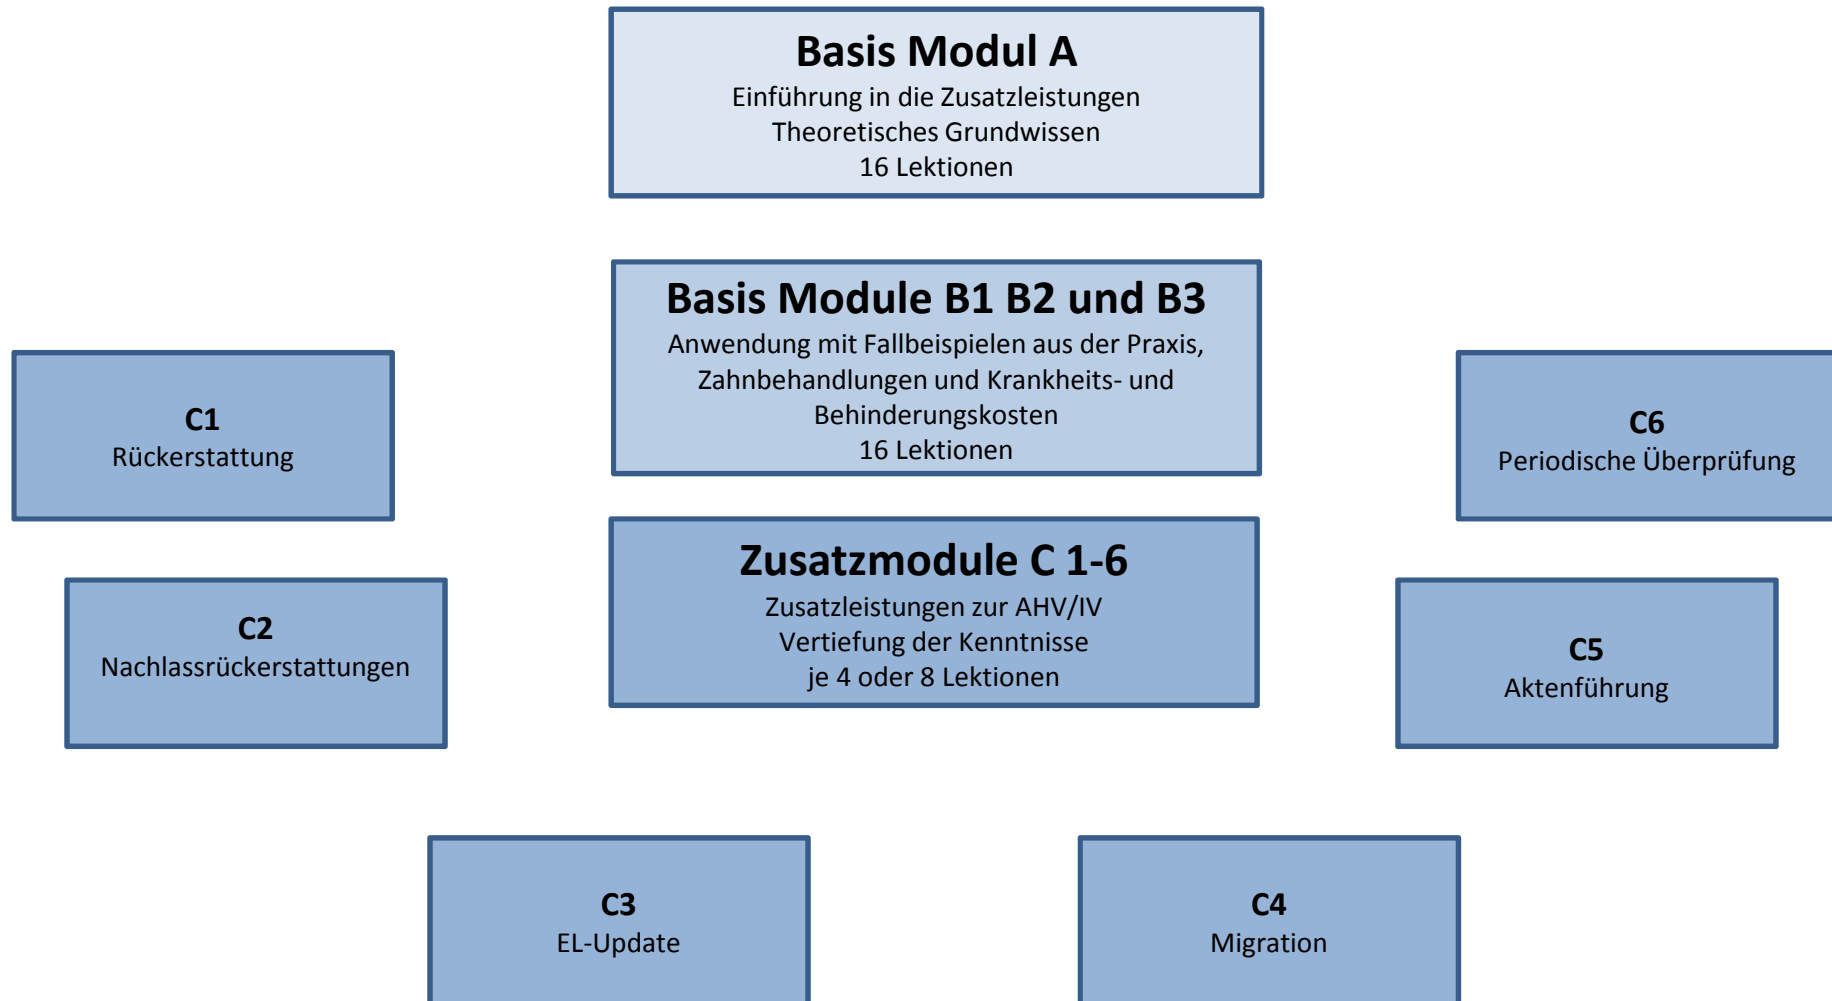 Basis Modul A
Einführung in die Zusatzleistungen
Theoretisches Grundwissen
16 Lektionen
Basis Module B1 B2 und B3
Anwendung mit Fallbeispielen aus der Praxis,
Zahnbehandlungen und Krankheits- und
Behinderungskosten
16 Lektionen
Zusatzmodule C 1-6
Zusatzleistungen zur AHV/IV
Vertiefung der Kenntnisse
je 4 oder 8 Lektionen
C1
Rückerstattung
C2
Nachlassrückerstattungen
C3
EL-Update
C4
Migration
C5
Aktenführung
C6
Periodische Überprüfung